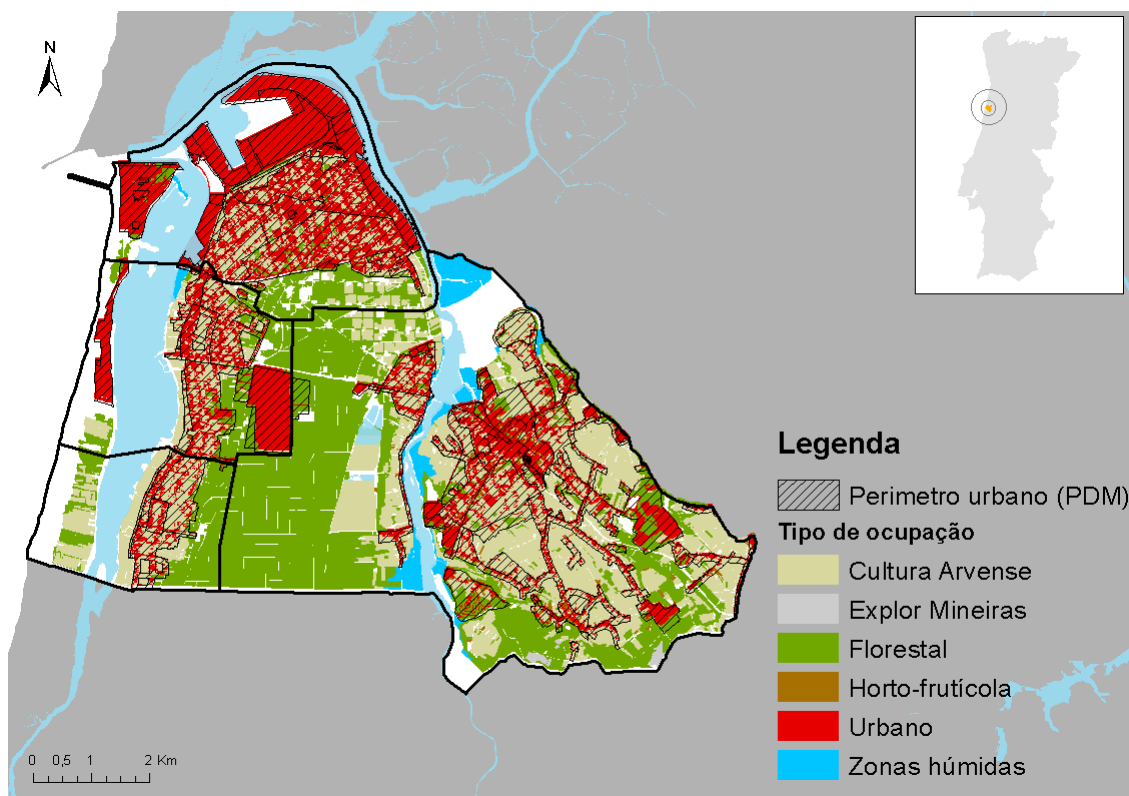 N
Legenda
Perimetro urbano (PDM)
Tipo de ocupação
Cultura Arvense
Explor Mineiras
Florestal
Horto-frutícola
Urbano
Zonas húmidas
0 0,5 1 2 Km